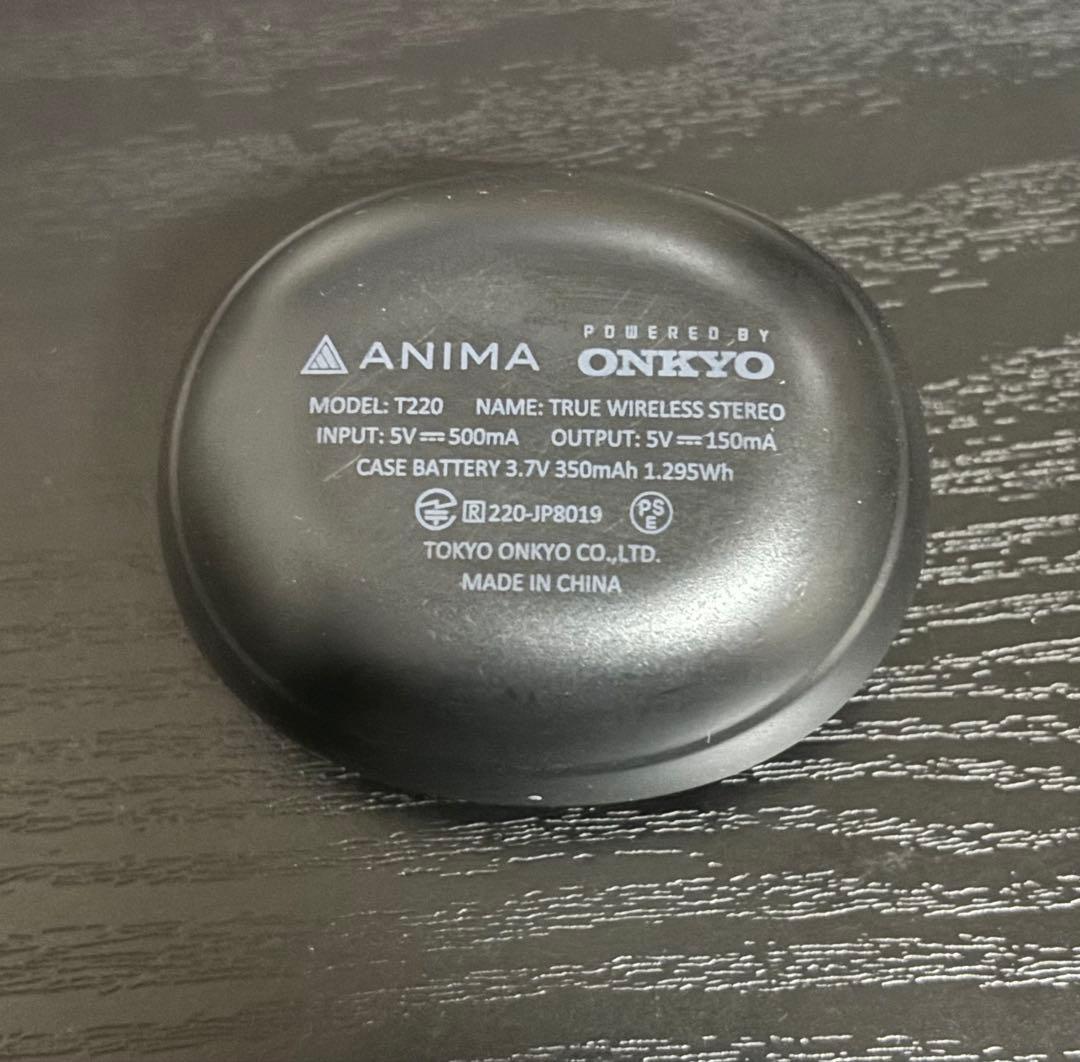 ANIMA POWERED BY ONKYO
MODEL: T220 NAME: TRUE WIRELESS STEREO
INPUT: 5V⎓500mA OUTPUT: 5V⎓150mA
CASE BATTERY 3.7V 350mAh 1.295Wh
R 220-JP8019 PSE
TOKYO ONKYO CO.,LTD.
MADE IN CHINA